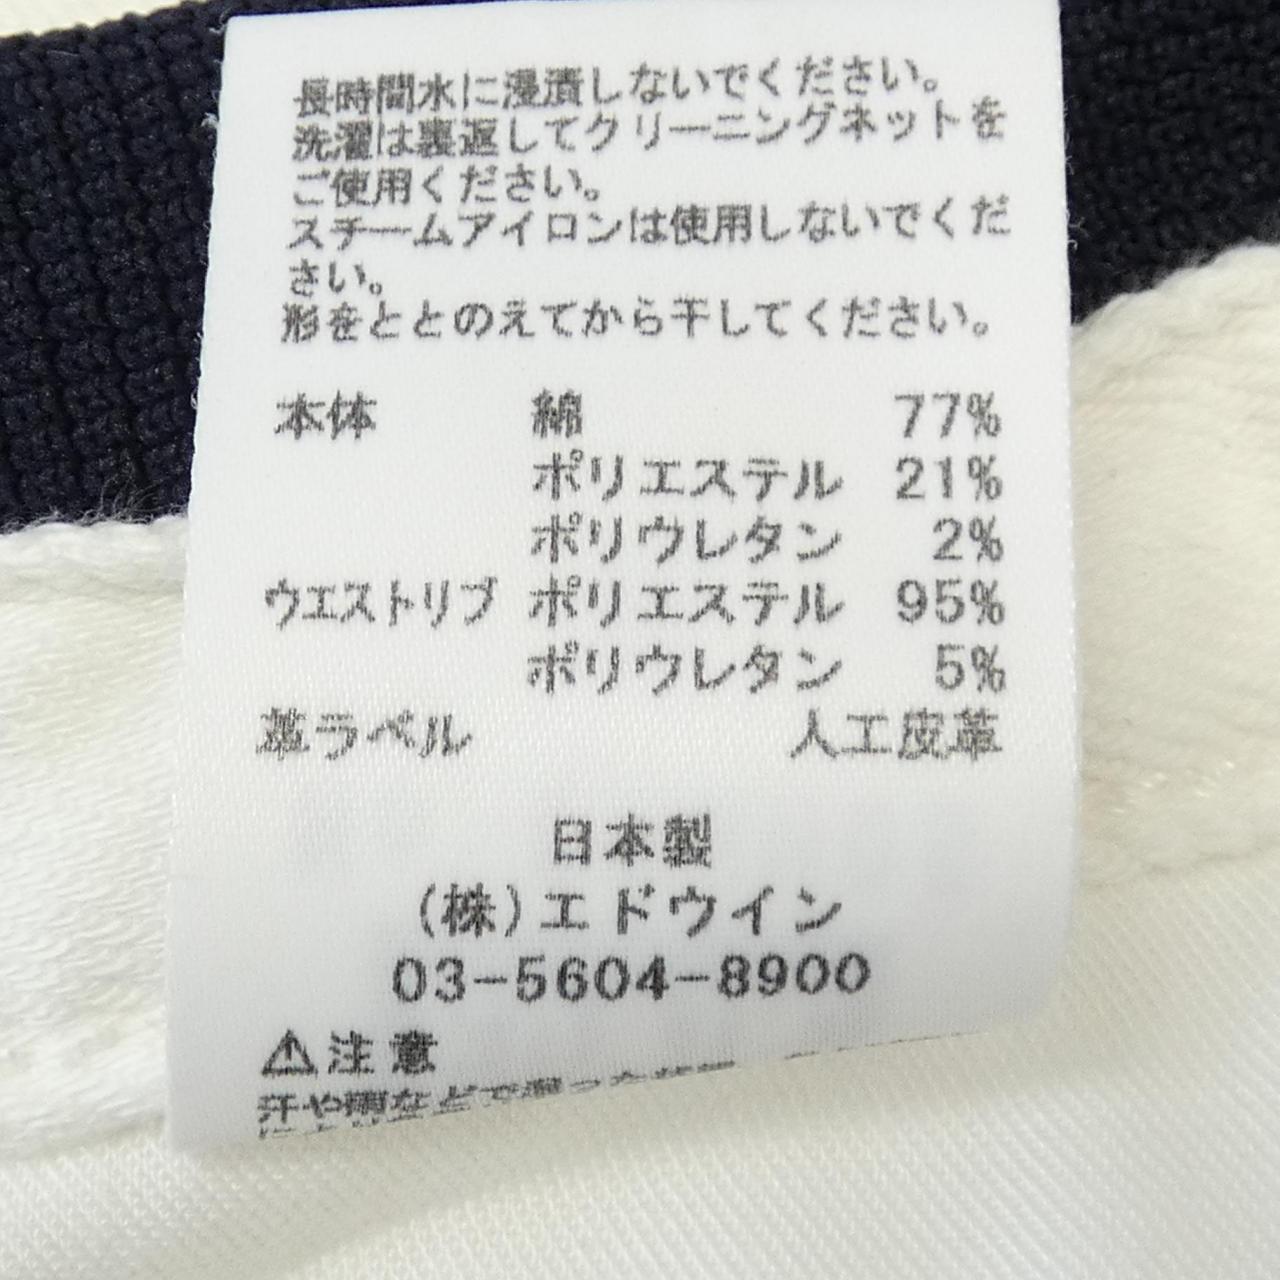 長時間水に浸漬しないでください。
洗濯は裏返してクリーニングネットを
ご使用ください。
スチームアイロンは使用しないでくだ
さい。
形をととのえてから干してください。
本体 綿 77%
ポリエステル 21%
ポリウレタン 2%
ウエストリブ ポリエステル 95%
ポリウレタン 5%
革ラベル 人工皮革
日本製
(株)エドウイン
03-5604-8900
⚠注意
汗や雨などで